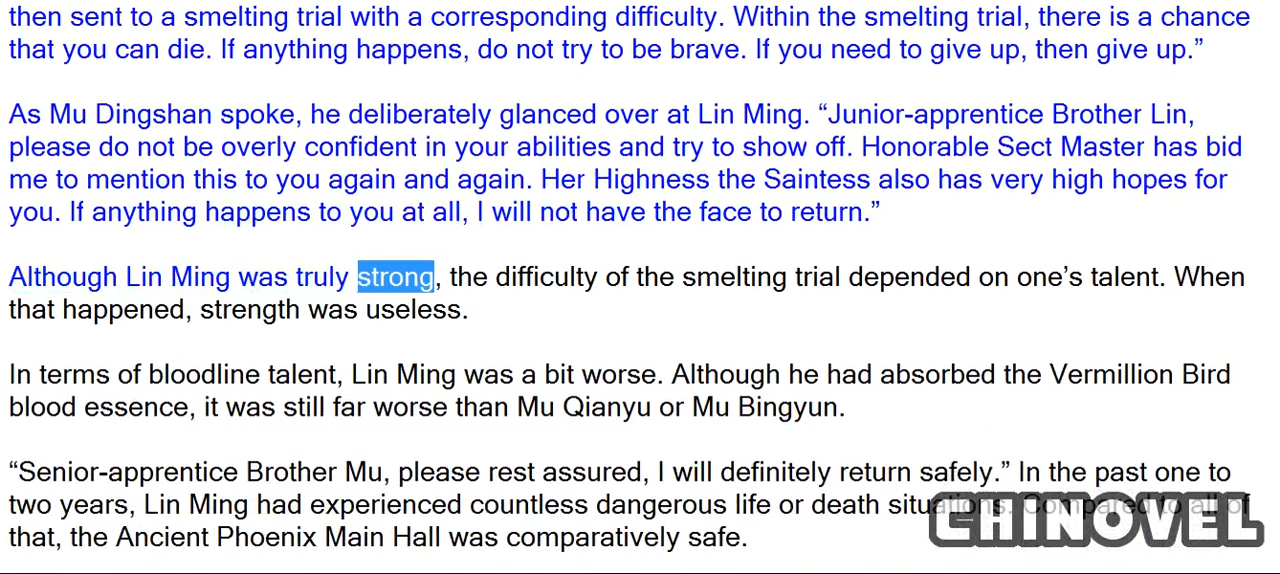 then sent to a smelting trial with a corresponding difficulty. Within the smelting trial, there is a chance
that you can die. If anything happens, do not try to be brave. If you need to give up, then give up.”
As Mu Dingshan spoke, he deliberately glanced over at Lin Ming. “Junior-apprentice Brother Lin,
please do not be overly confident in your abilities and try to show off. Honorable Sect Master has bid
me to mention this to you again and again. Her Highness the Saintess also has very high hopes for
you. If anything happens to you at all, I will not have the face to return.”
Although Lin Ming was truly strong, the difficulty of the smelting trial depended on one’s talent. When
that happened, strength was useless.
In terms of bloodline talent, Lin Ming was a bit worse. Although he had absorbed the Vermillion Bird
blood essence, it was still far worse than Mu Qianyu or Mu Bingyun.
“Senior-apprentice Brother Mu, please rest assured, I will definitely return safely.” In the past one to
two years, Lin Ming had experienced countless dangerous life or death situations. Compared to all of
that, the Ancient Phoenix Main Hall was comparatively safe.
CHINOVEL